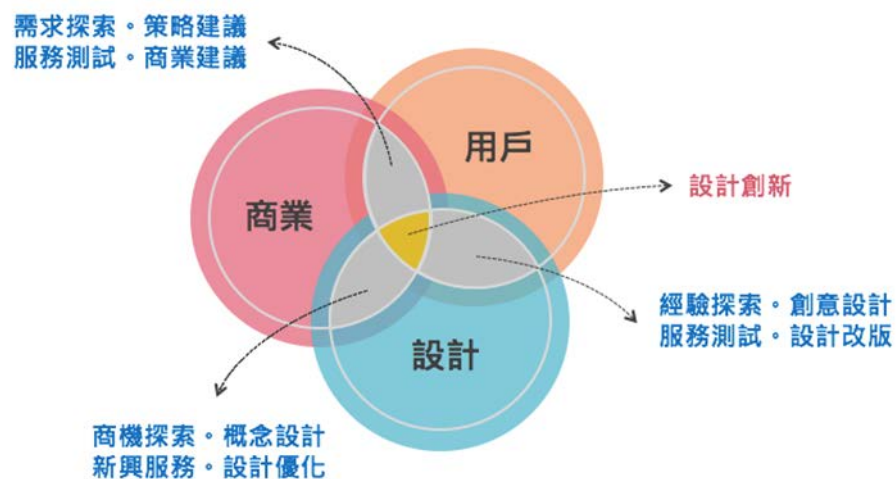 需求探索。策略建議
服務測試。商業建議
用戶
商業
設計創新
設計
經驗探索。創意設計
服務測試。設計改版
商機探索。概念設計
新興服務。設計優化